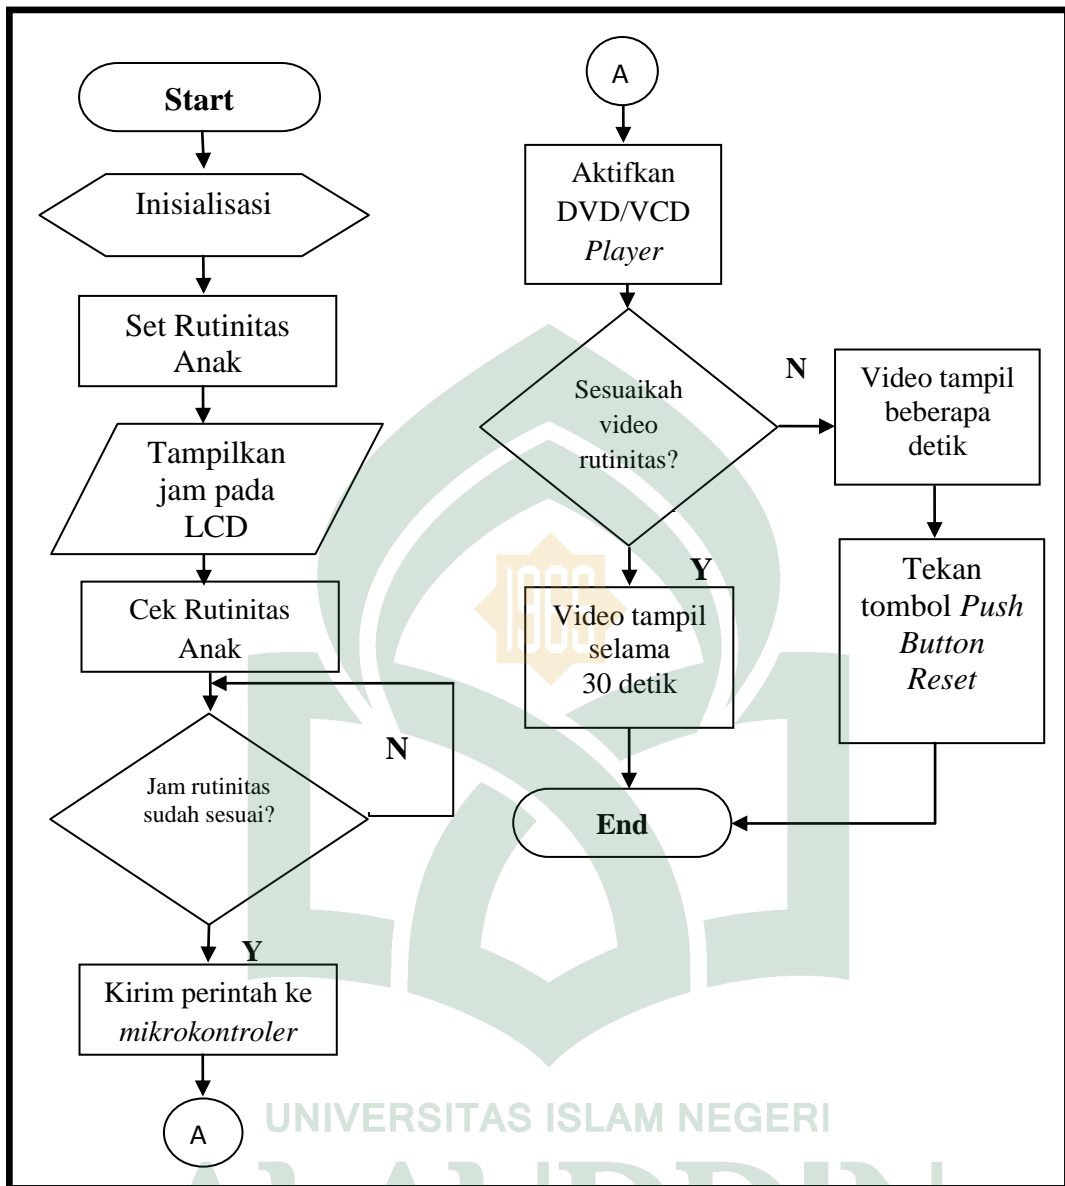 Start
Inisialisasi
Set Rutinitas
Anak
Tampilkan
jam pada
LCD
Cek Rutinitas
Anak
N
Jam rutinitas
sudah sesuai?
Y
Kirim perintah ke
mikrokontroler
A
A
Aktifkan
DVD/VCD
Player
Sesuaikah
video
rutinitas?
N
Video tampil
beberapa
detik
Tekan
tombol Push
Button
Reset
Y
Video tampil
selama
30 detik
End
UNIVERSITAS ISLAM NEGERI